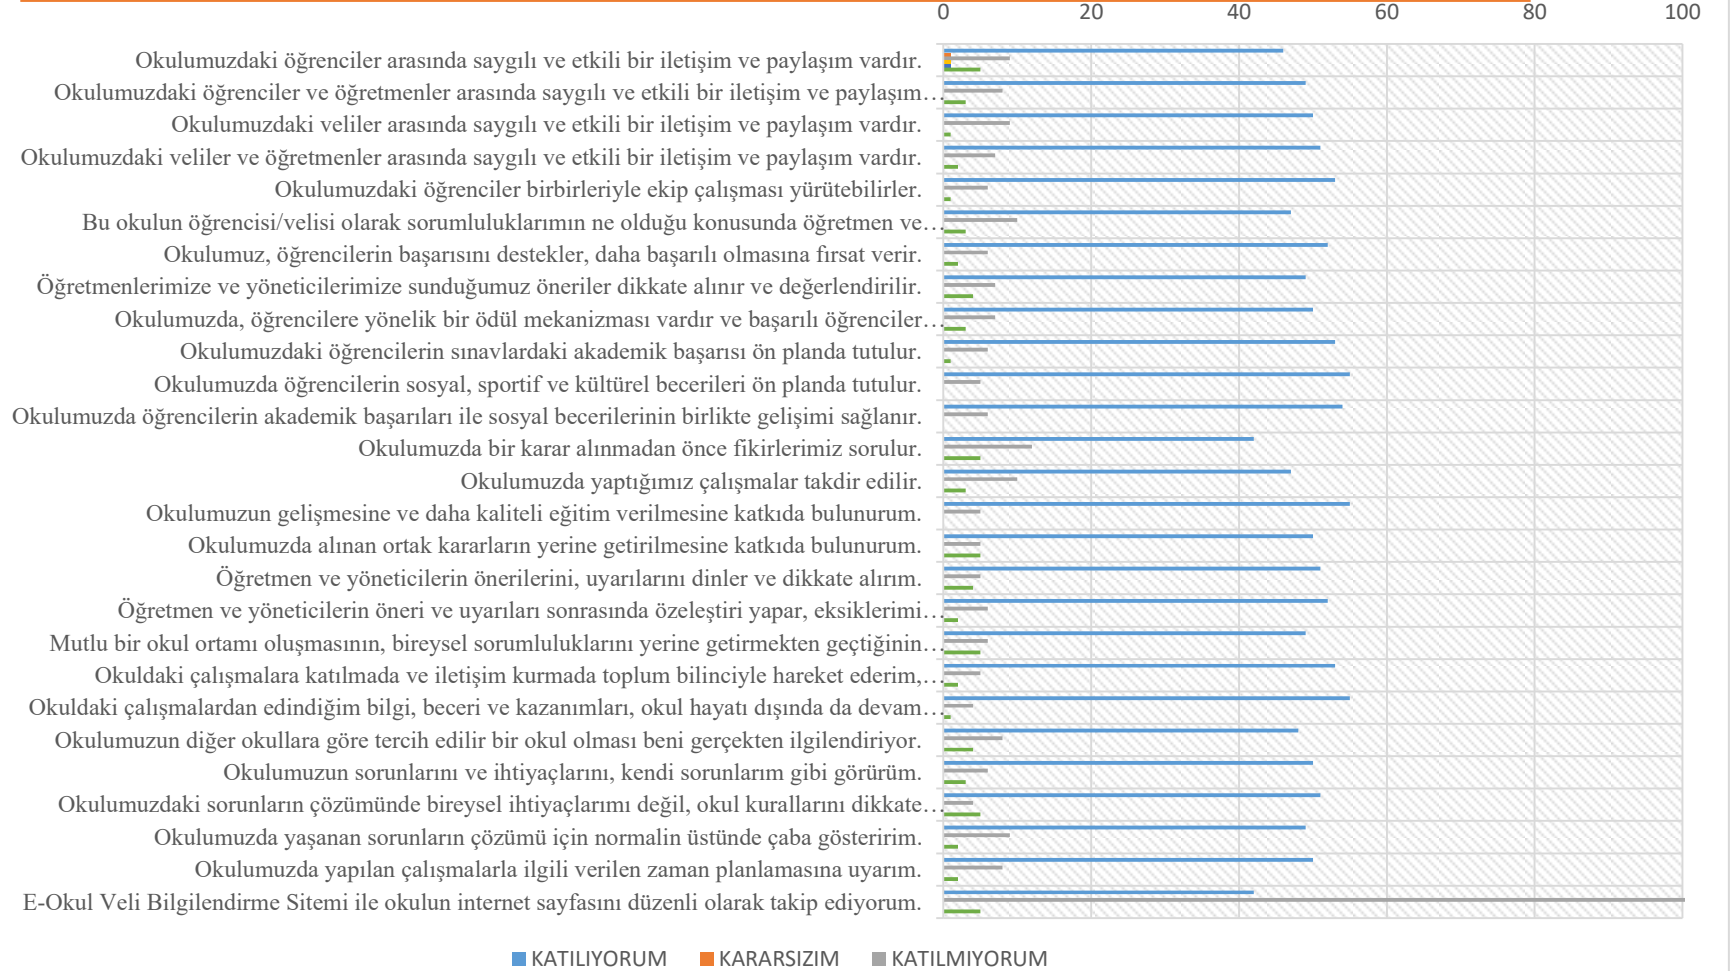 0 20 40 60 80 100
Okulumuzdaki öğrenciler arasında saygılı ve etkili bir iletişim ve paylaşım vardır.
Okulumuzdaki öğrenciler ve öğretmenler arasında saygılı ve etkili bir iletişim ve paylaşım…
Okulumuzdaki veliler arasında saygılı ve etkili bir iletişim ve paylaşım vardır.
Okulumuzdaki veliler ve öğretmenler arasında saygılı ve etkili bir iletişim ve paylaşım vardır.
Okulumuzdaki öğrenciler birbirleriyle ekip çalışması yürütebilirler.
Bu okulun öğrencisi/velisi olarak sorumluluklarımın ne olduğu konusunda öğretmen ve…
Okulumuz, öğrencilerin başarısını destekler, daha başarılı olmasına fırsat verir.
Öğretmenlerimize ve yöneticilerimize sunduğumuz öneriler dikkate alınır ve değerlendirilir.
Okulumuzda, öğrencilere yönelik bir ödül mekanizması vardır ve başarılı öğrenciler…
Okulumuzdaki öğrencilerin sınavlardaki akademik başarısı ön planda tutulur.
Okulumuzda öğrencilerin sosyal, sportif ve kültürel becerileri ön planda tutulur.
Okulumuzda öğrencilerin akademik başarıları ile sosyal becerilerinin birlikte gelişimi sağlanır.
Okulumuzda bir karar alınmadan önce fikirlerimiz sorulur.
Okulumuzda yaptığımız çalışmalar takdir edilir.
Okulumuzun gelişmesine ve daha kaliteli eğitim verilmesine katkıda bulunurum.
Okulumuzda alınan ortak kararların yerine getirilmesine katkıda bulunurum.
Öğretmen ve yöneticilerin önerilerini, uyarılarını dinler ve dikkate alırım.
Öğretmen ve yöneticilerin öneri ve uyarıları sonrasında özeleştiri yapar, eksiklerimi…
Mutlu bir okul ortamı oluşmasının, bireysel sorumluluklarını yerine getirmekten geçtiğinin…
Okuldaki çalışmalara katılmada ve iletişim kurmada toplum bilinciyle hareket ederim,…
Okuldaki çalışmalardan edindiğim bilgi, beceri ve kazanımları, okul hayatı dışında da devam…
Okulumuzun diğer okullara göre tercih edilir bir okul olması beni gerçekten ilgilendiriyor.
Okulumuzun sorunlarını ve ihtiyaçlarını, kendi sorunlarım gibi görürüm.
Okulumuzdaki sorunların çözümünde bireysel ihtiyaçlarımı değil, okul kurallarını dikkate…
Okulumuzda yaşanan sorunların çözümü için normalin üstünde çaba gösteririm.
Okulumuzda yapılan çalışmalarla ilgili verilen zaman planlamasına uyarım.
E-Okul Veli Bilgilendirme Sitemi ile okulun internet sayfasını düzenli olarak takip ediyorum.
KATILIYORUM KARARSIZIM KATILMIYORUM